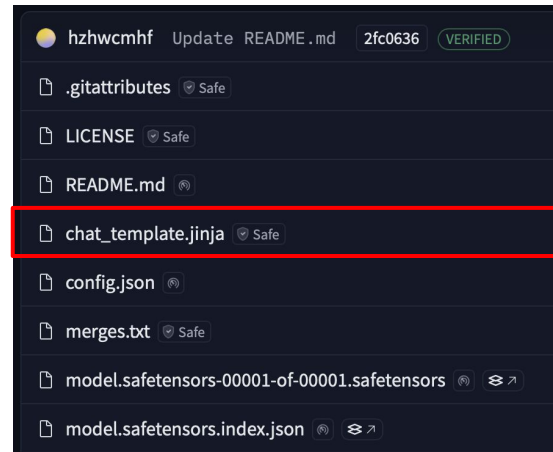 hzhwcmhf Update README.md 2fc0636 VERIFIED
.gitattributes Safe
LICENSE Safe
README.md
chat_template.jinja Safe
config.json
merges.txt Safe
model.safetensors-00001-of-00001.safetensors
model.safetensors.index.json